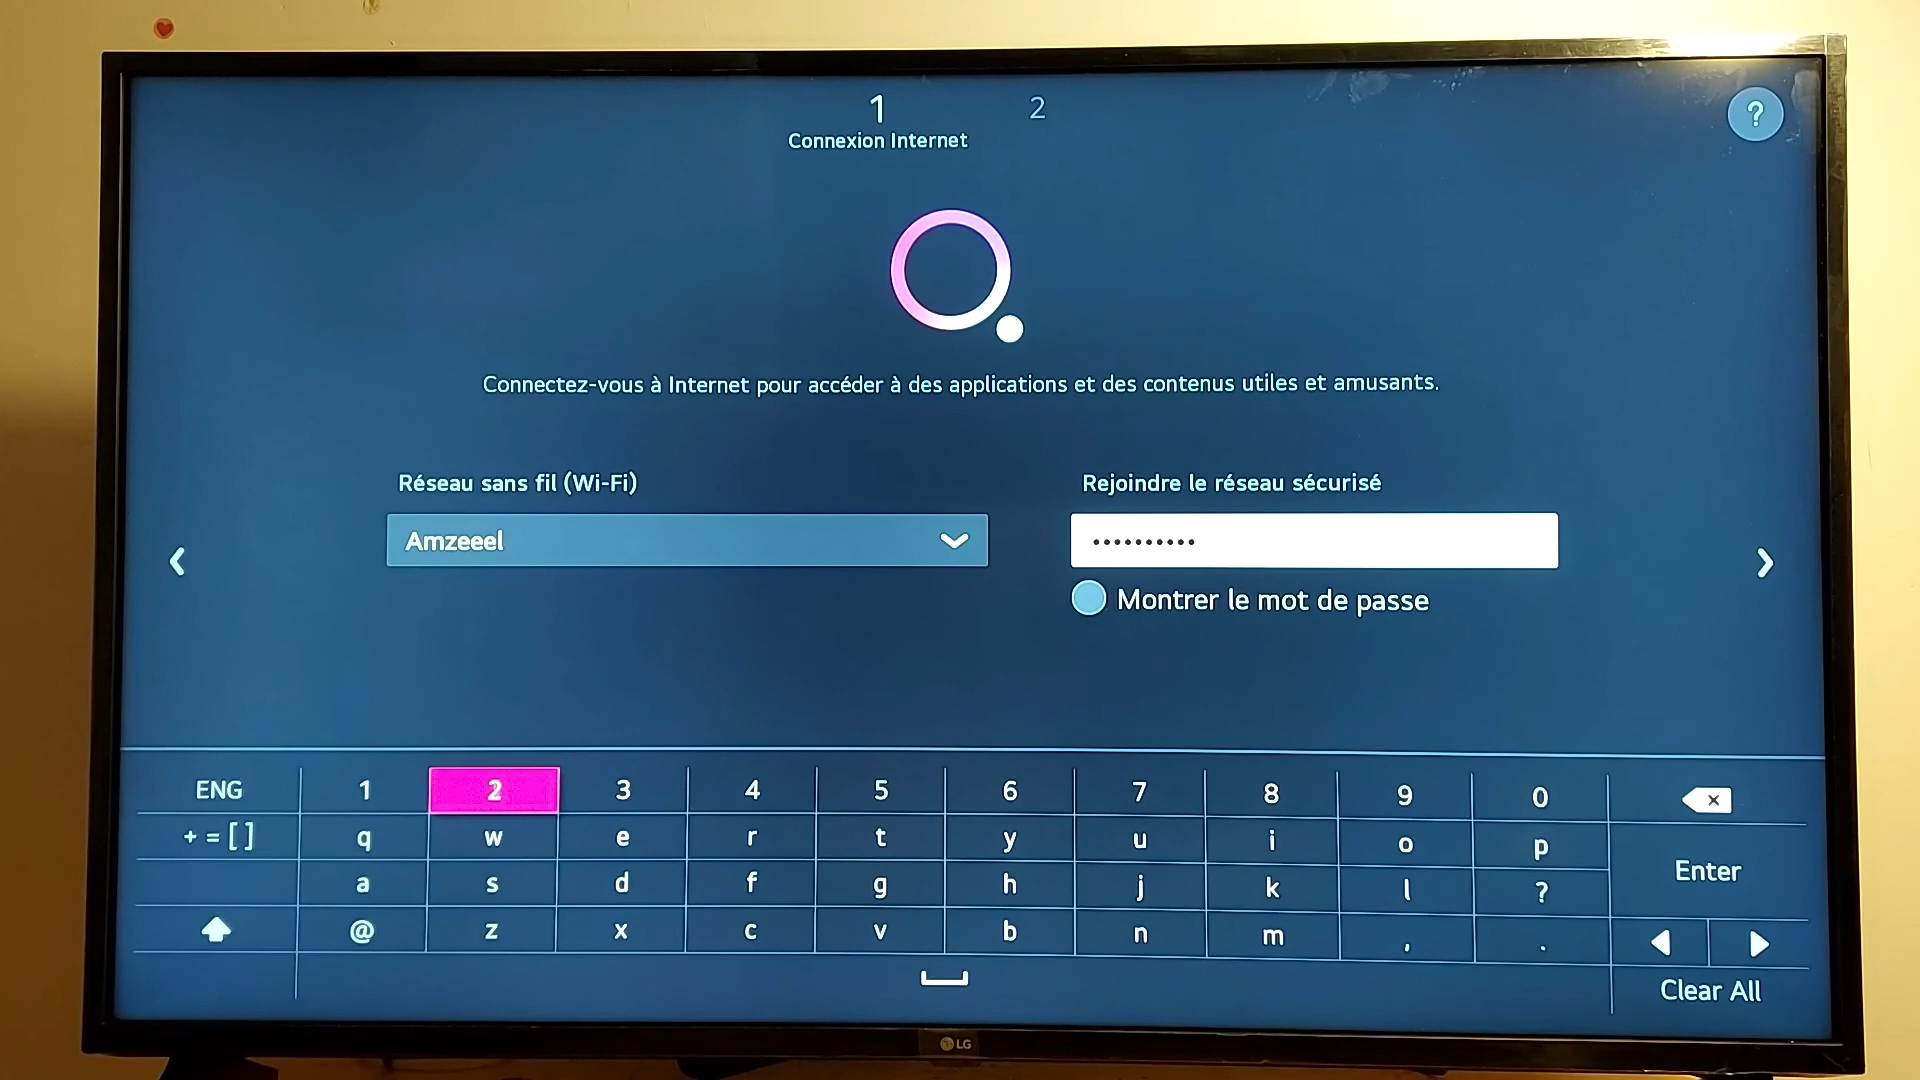 1 2
Connexion Internet
?
Connectez-vous à Internet pour accéder à des applications et des contenus utiles et amusants.
Réseau sans fil (Wi-Fi) Rejoindre le réseau sécurisé
Amzeeel ••••••••••
Montrer le mot de passe
ENG 1 2 3 4 5 6 7 8 9 0
+ = [ ] q w e r t y u i o p
Enter
a s d f g h j k l ?
@ z x c v b n m , .
Clear All
LG